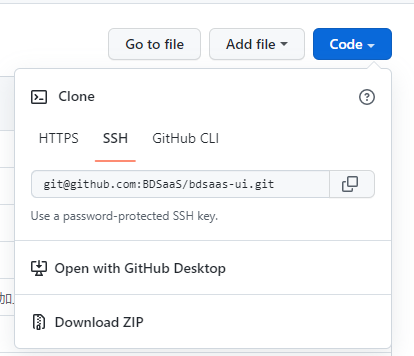 Go to file
Add file
Code
Clone
HTTPS
SSH
GitHub CLI
git@github.com:BDSaaS/bdsaas-ui.git
Use a password-protected SSH key.
Open with GitHub Desktop
加
Download ZIP